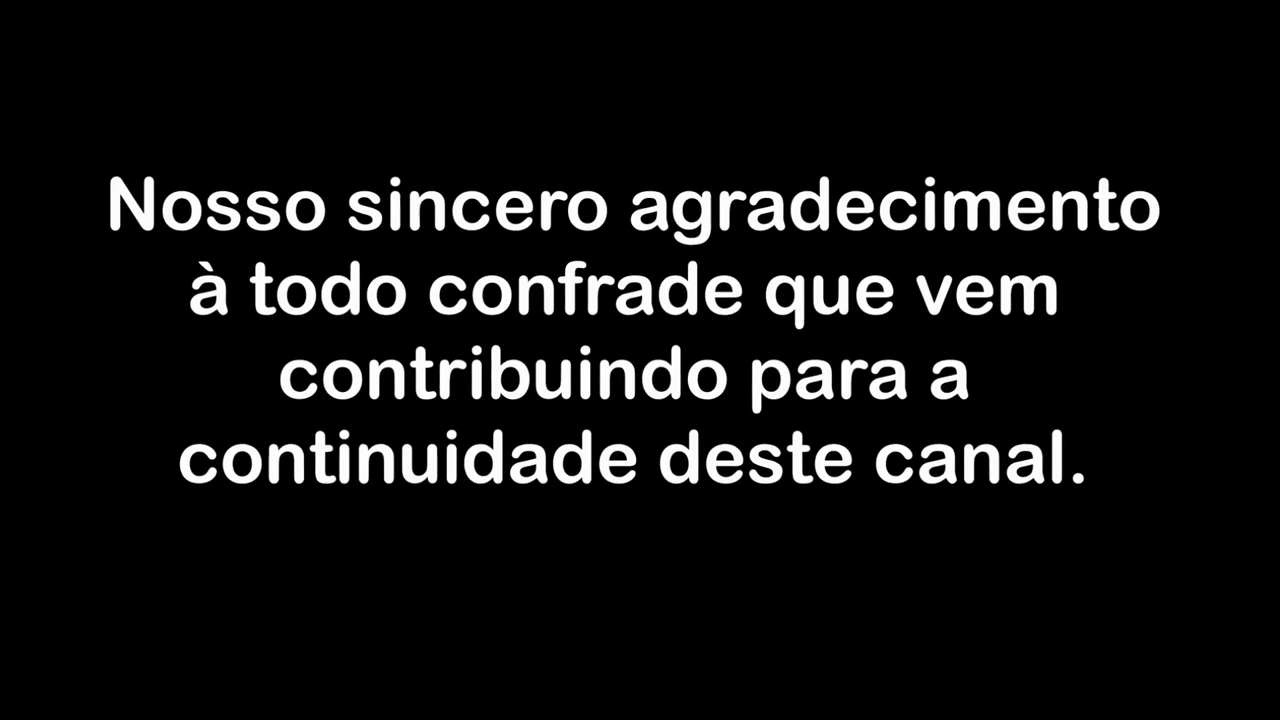 Nosso sincero agradecimento
à todo confrade que vem
contribuindo para a
continuidade deste canal.